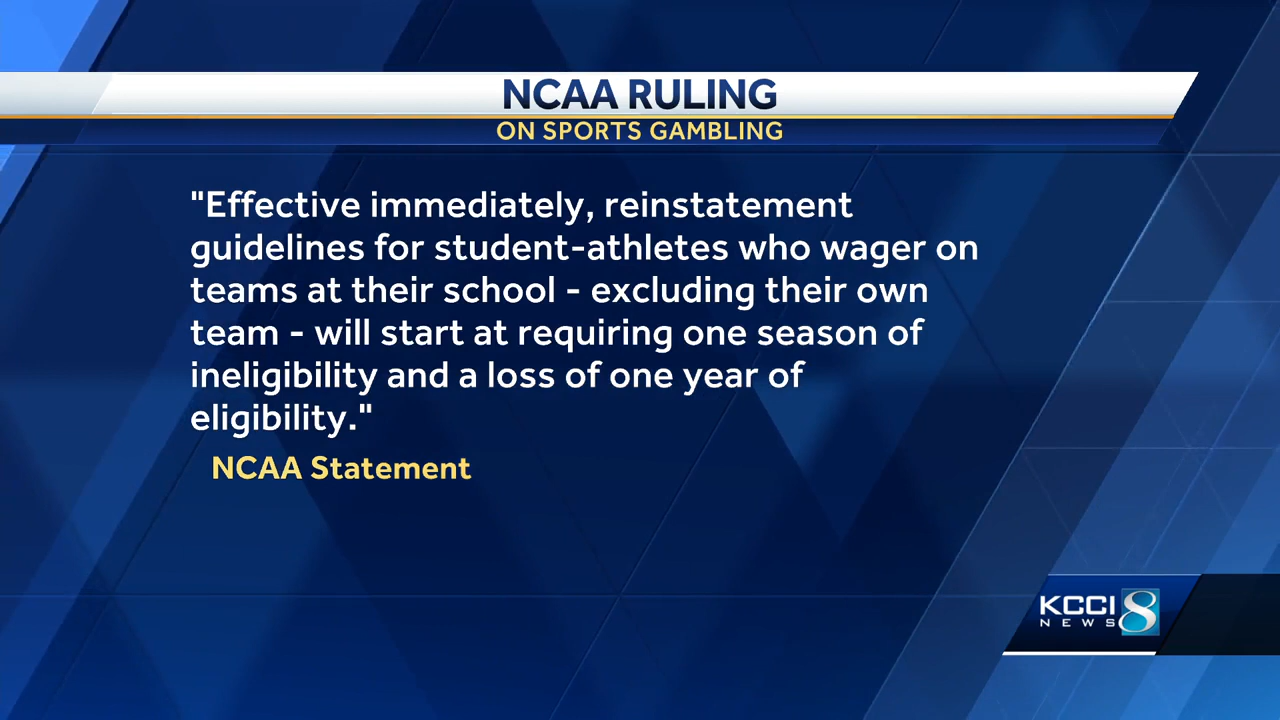 NCAA RULING
ON SPORTS GAMBLING
"Effective immediately, reinstatement
guidelines for student-athletes who wager on
teams at their school - excluding their own
team - will start at requiring one season of
ineligibility and a loss of one year of
eligibility."
NCAA Statement
KCCI 8
NEWS